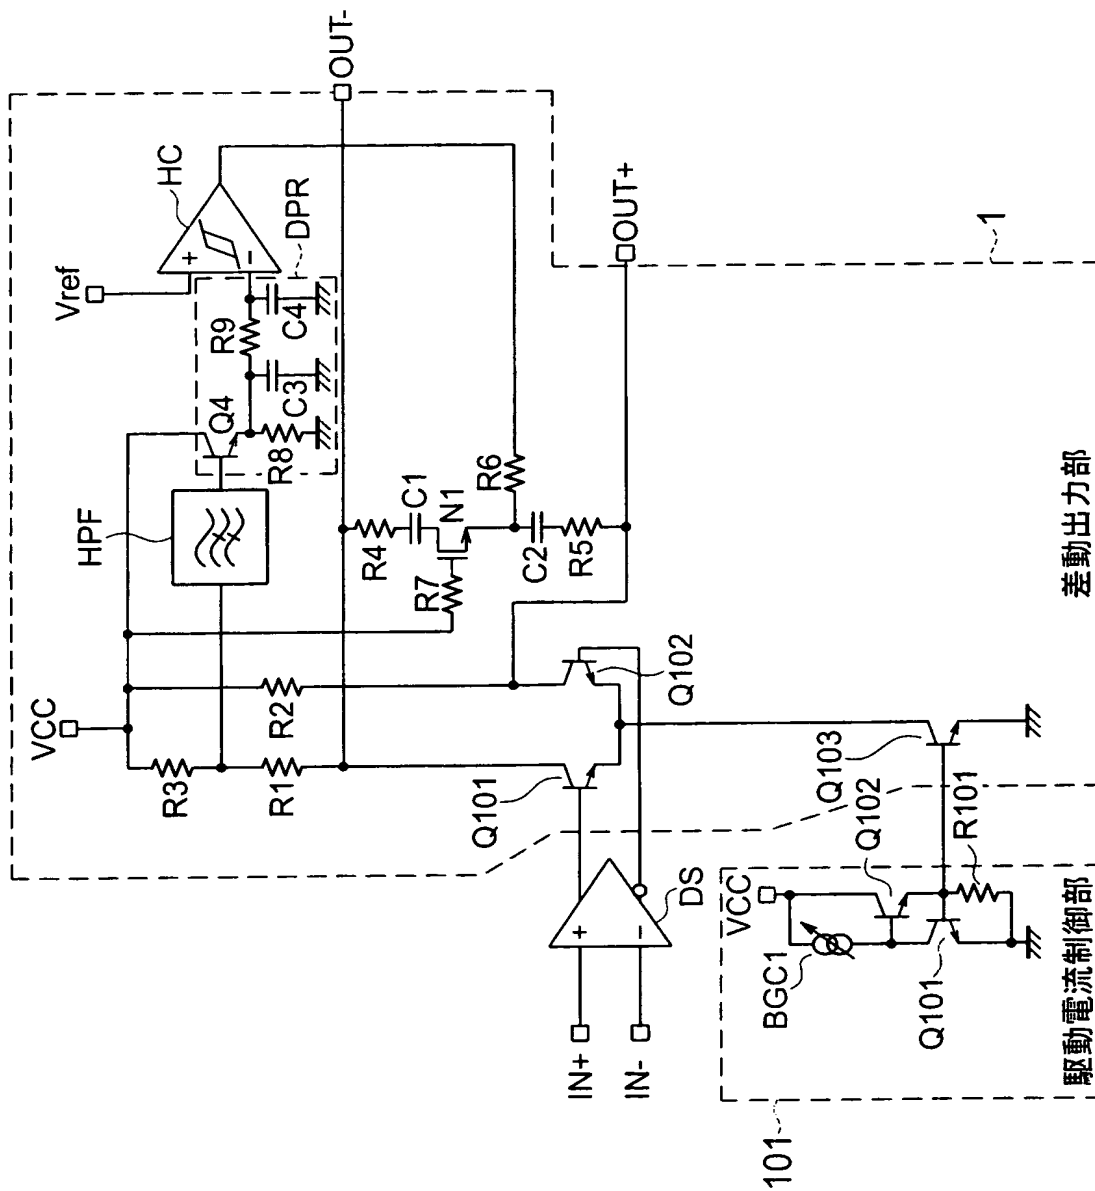 Vref
HC
+
-
DPR
OUT-
HPF
Q4
R9
C4
C3
R8
VCC
R3
R1
R2
R7
R4
C1
N1
R6
C2
R5
OUT+
Q101
Q102
1
差動出力部
IN+
IN-
+
-
DS
Q103
101
VCC
BGC1
Q102
Q101
R101
駆動電流制御部